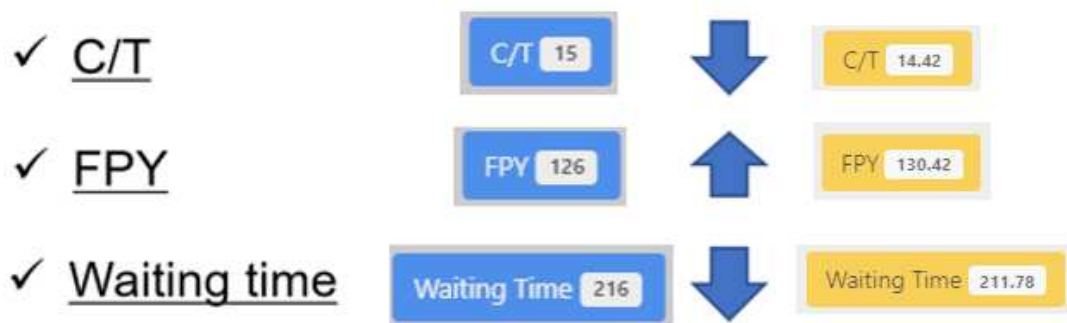 ✓ C/T C/T 15 C/T 14.42
✓ FPY FPY 126 FPY 130.42
✓ Waiting time Waiting Time 216 Waiting Time 211.78